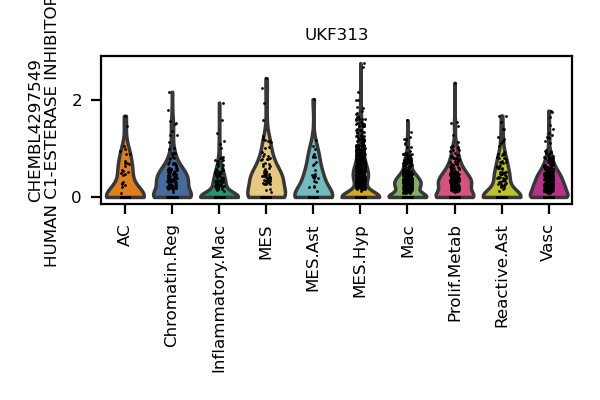 UKF313
CHEMBL4297549
HUMAN C1-ESTERASE INHIBITOR
2
0
AC
Chromatin.Reg
Inflammatory.Mac
MES
MES.Ast
MES.Hyp
Mac
Prolif.Metab
Reactive.Ast
Vasc